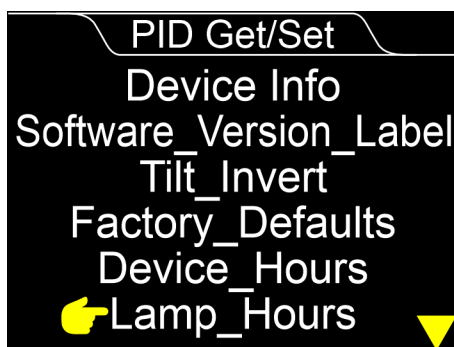 PID Get/Set
Device Info
Software_Version_Label
Tilt_Invert
Factory_Defaults
Device_Hours
Lamp_Hours